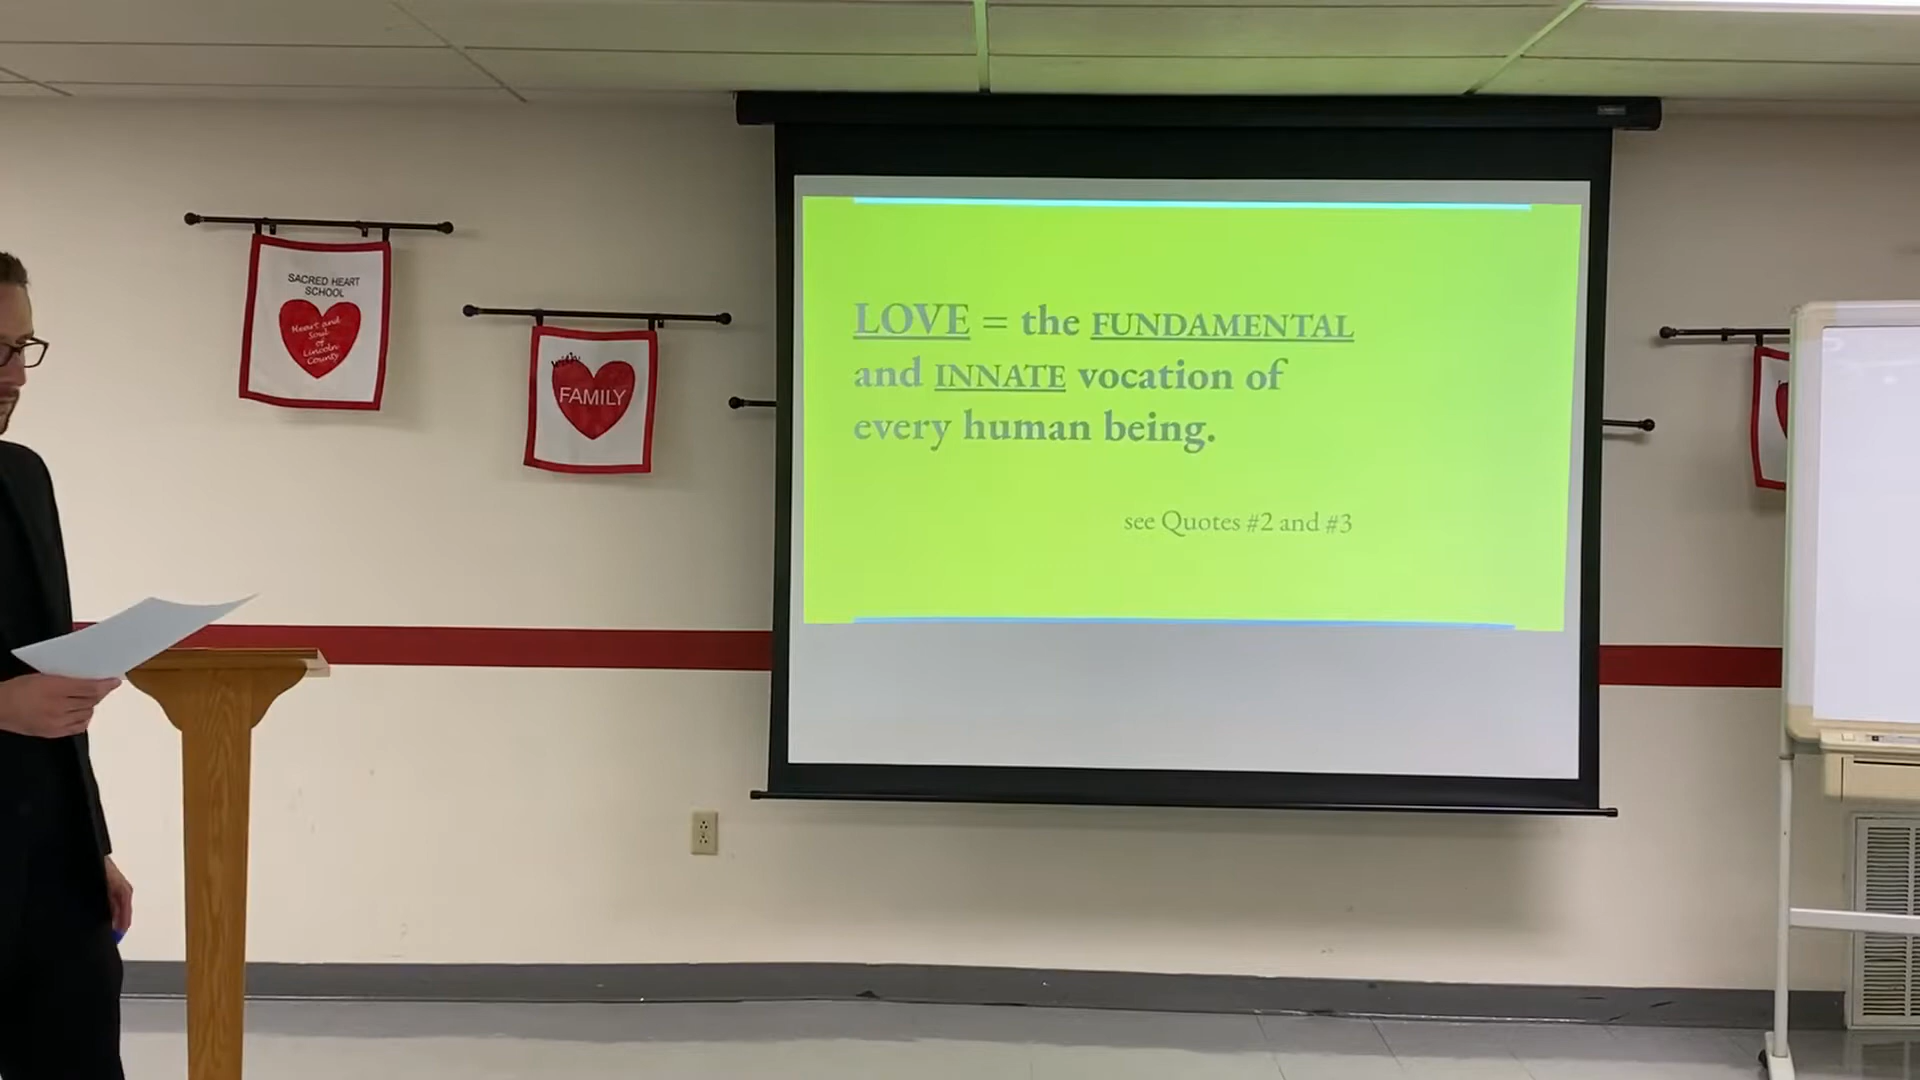 SACRED HEART
SCHOOL
Heart and
Soul
of
Lincoln
County
with
FAMILY
LOVE = the FUNDAMENTAL
and INNATE vocation of
every human being.
see Quotes #2 and #3